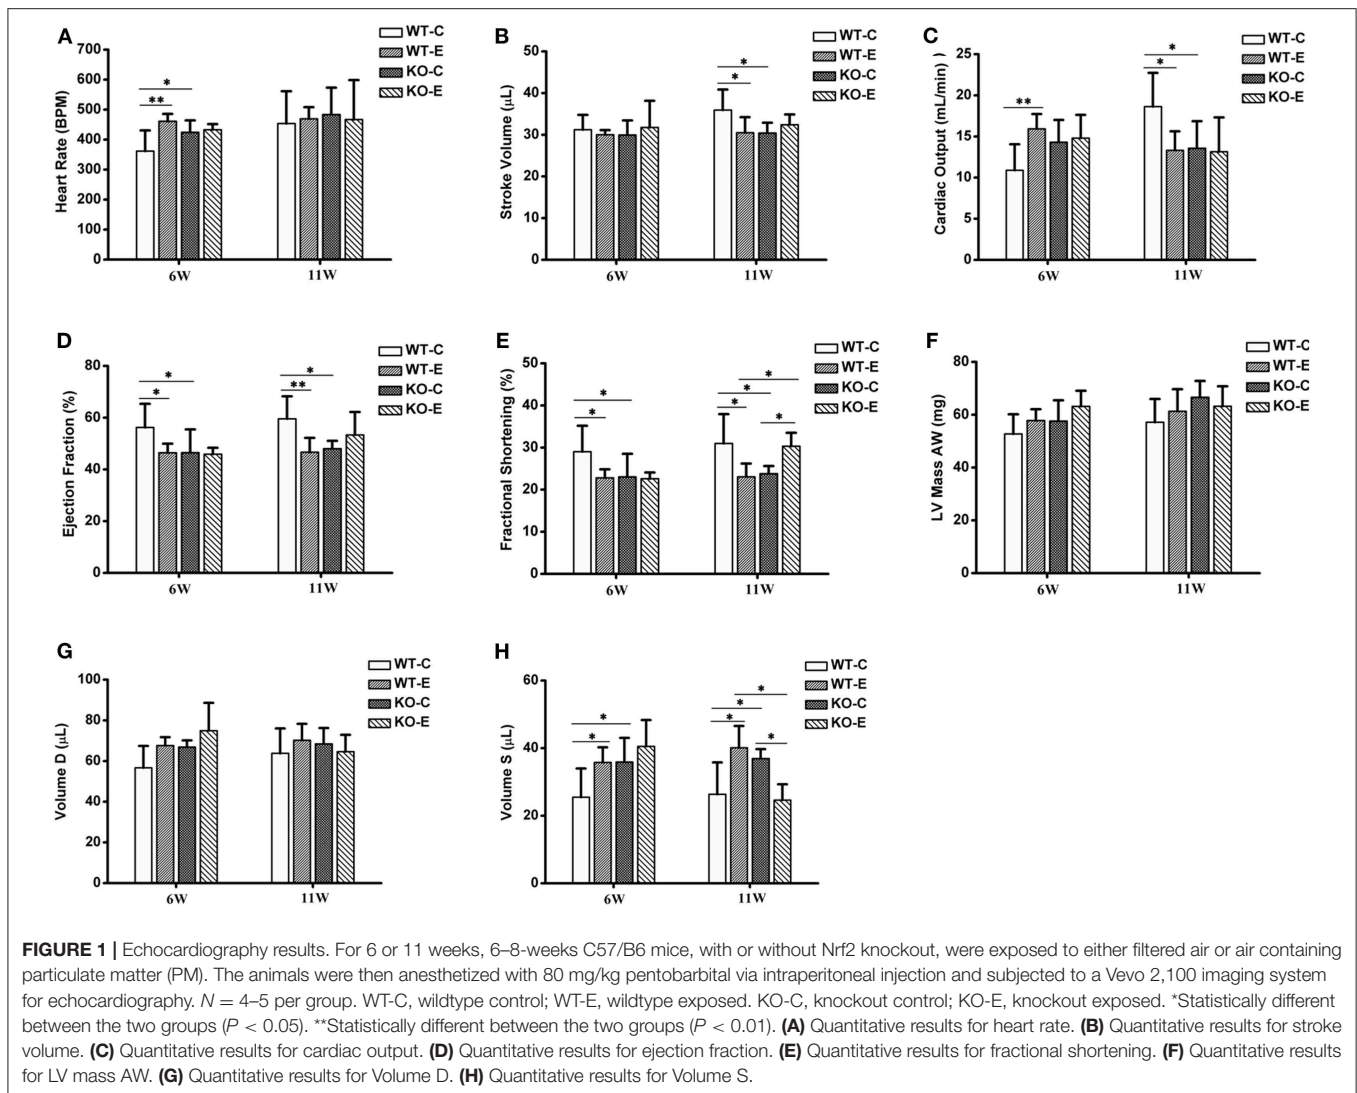 A
700
600
500
400
300
200
100
0
Heart Rate (BPM)
*
**
6W
11W
WT-C
WT-E
KO-C
KO-E
B
50
40
30
20
10
0
Stroke Volume (µL)
*
*
6W
11W
WT-C
WT-E
KO-C
KO-E
C
25
20
15
10
5
0
Cardiac Output (mL/min) )
**
*
*
6W
11W
WT-C
WT-E
KO-C
KO-E
D
80
60
40
20
0
Ejection Fraction (%)
*
*
*
**
6W
11W
WT-C
WT-E
KO-C
KO-E
E
50
40
30
20
10
0
Fractional Shortening (%)
*
*
*
*
*
*
6W
11W
WT-C
WT-E
KO-C
KO-E
F
80
60
40
20
0
LV Mass AW (mg)
6W
11W
WT-C
WT-E
KO-C
KO-E
G
100
80
60
40
20
0
Volume D (µL)
6W
11W
WT-C
WT-E
KO-C
KO-E
H
60
40
20
0
Volume S (µL)
*
*
*
*
*
*
6W
11W
WT-C
WT-E
KO-C
KO-E
FIGURE 1 | Echocardiography results. For 6 or 11 weeks, 6–8-weeks C57/B6 mice, with or without Nrf2 knockout, were exposed to either filtered air or air containing
particulate matter (PM). The animals were then anesthetized with 80 mg/kg pentobarbital via intraperitoneal injection and subjected to a Vevo 2,100 imaging system
for echocardiography. N = 4–5 per group. WT-C, wildtype control; WT-E, wildtype exposed. KO-C, knockout control; KO-E, knockout exposed. *Statistically different
between the two groups (P < 0.05). **Statistically different between the two groups (P < 0.01). (A) Quantitative results for heart rate. (B) Quantitative results for stroke
volume. (C) Quantitative results for cardiac output. (D) Quantitative results for ejection fraction. (E) Quantitative results for fractional shortening. (F) Quantitative results
for LV mass AW. (G) Quantitative results for Volume D. (H) Quantitative results for Volume S.